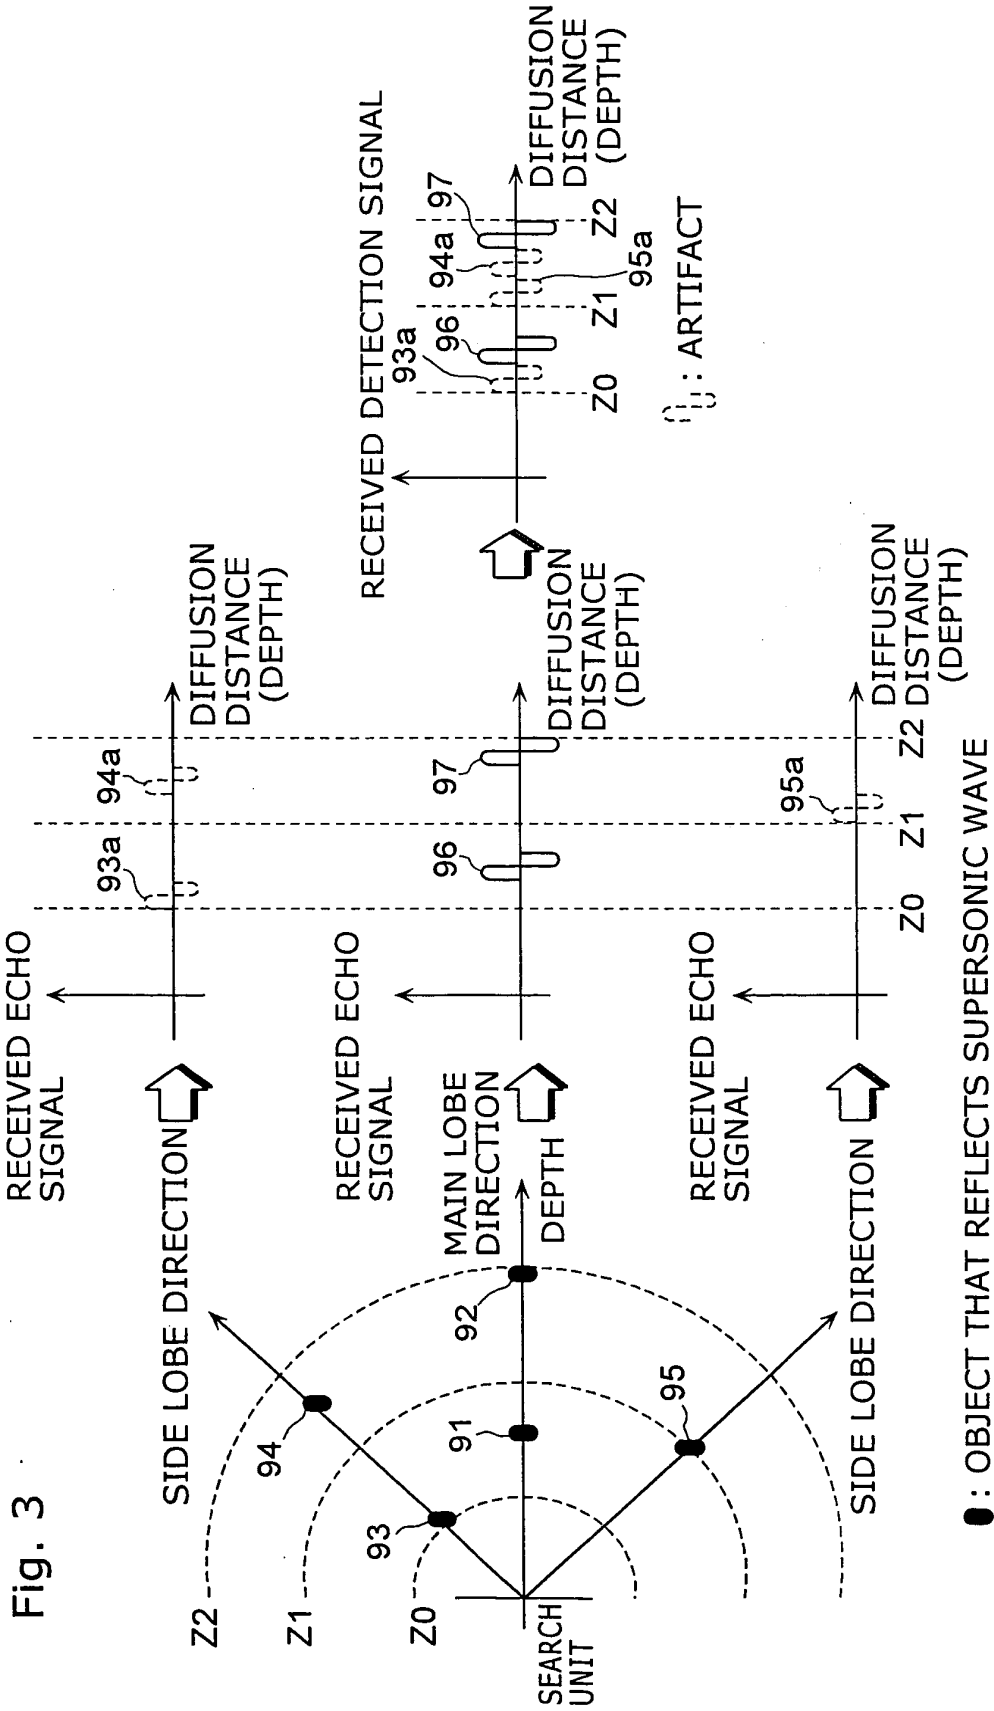 Fig. 3
Z2
Z1
Z0
SEARCH
UNIT
93
94
91
92
95
SIDE LOBE DIRECTION
MAIN LOBE
DIRECTION
DEPTH
SIDE LOBE DIRECTION
RECEIVED ECHO
SIGNAL
93a
94a
DIFFUSION
DISTANCE
(DEPTH)
RECEIVED ECHO
SIGNAL
96
97
DIFFUSION
DISTANCE
(DEPTH)
RECEIVED ECHO
SIGNAL
95a
Z0
Z1
Z2
DIFFUSION
DISTANCE
(DEPTH)
RECEIVED DETECTION SIGNAL
93a
96
94a
97
Z0
Z1
Z2
95a
DIFFUSION
DISTANCE
(DEPTH)
: ARTIFACT
: OBJECT THAT REFLECTS SUPERSONIC WAVE